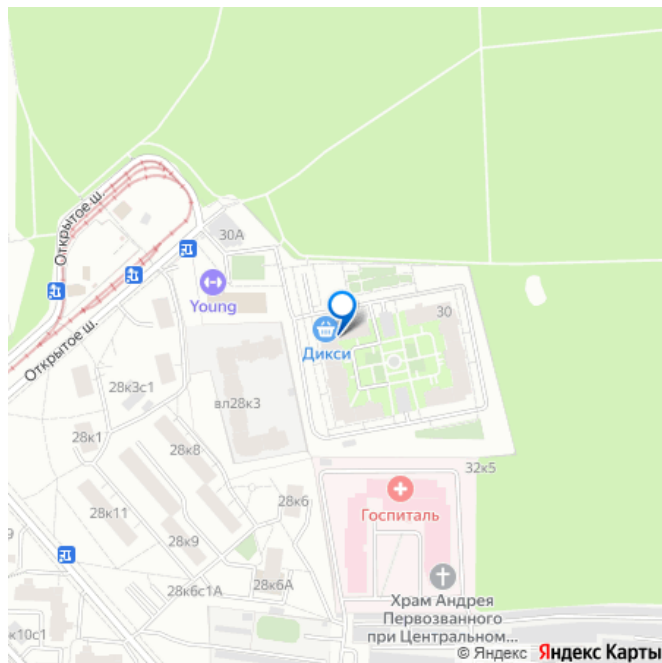 Открытое ш.
30А
Young
30
Дикси
Открытое ш.
28к3с1
вл28к3
28к1
28к8
32к5
28к6
Госпиталь
28к11
28к9
28к6с1А
28к6А
Храм Андрея
Первозванного
при Центральном...
к10с1
9
© Яндекс Яндекс Карты